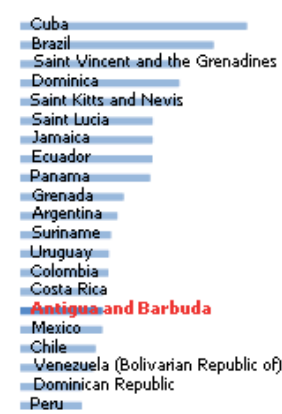 Cuba
Brazil
Saint Vincent and the Grenadines
Dominica
Saint Kitts and Nevis
Saint Lucia
Jamaica
Ecuador
Panama
Grenada
Argentina
Suriname
Uruguay
Colombia
Costa Rica
Antigua and Barbuda
Mexico
Chile
Venezuela (Bolivarian Republic of)
Dominican Republic
Peru